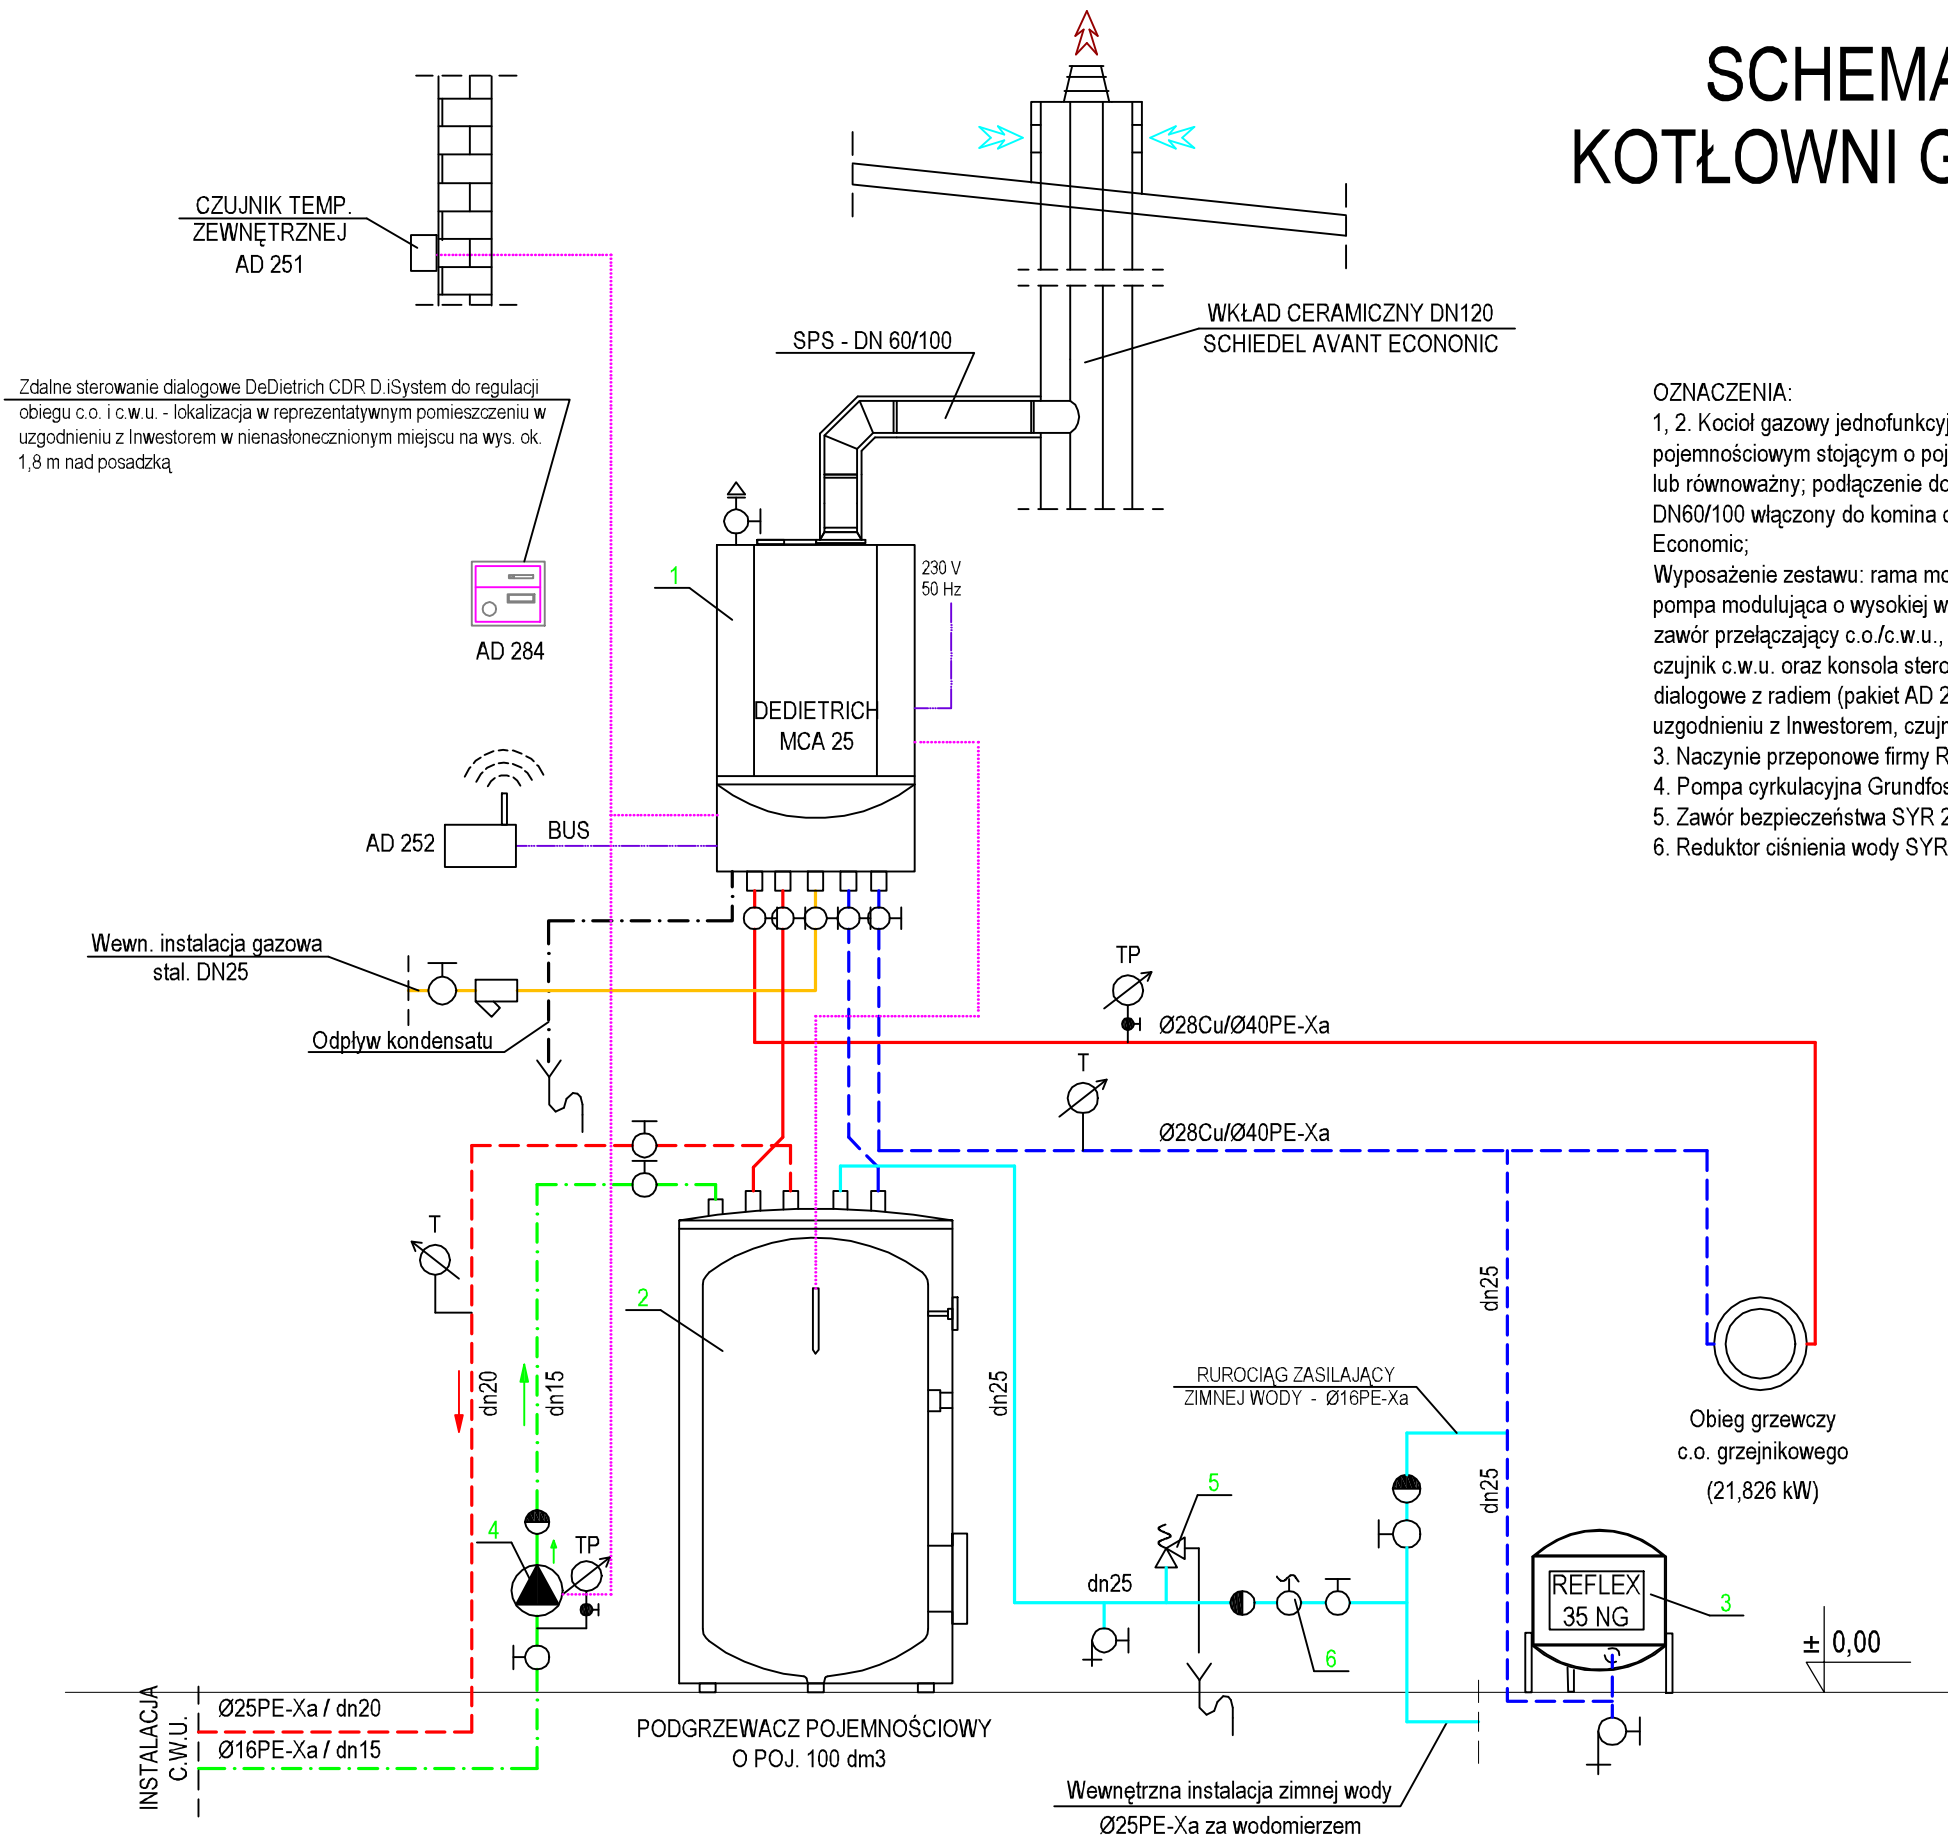 SCHEMA
KOTŁOWNI G
CZUJNIK TEMP.
ZEWNĘTRZNEJ
AD 251
SPS - DN 60/100
WKŁAD CERAMICZNY DN120
SCHIEDEL AVANT ECONONIC
Zdalne sterowanie dialogowe DeDietrich CDR D.iSystem do regulacji
obiegu c.o. i c.w.u. - lokalizacja w reprezentatywnym pomieszczeniu w
uzgodnieniu z Inwestorem w nienasłonecznionym miejscu na wys. ok.
1,8 m nad posadzką
AD 284
OZNACZENIA:
1, 2. Kocioł gazowy jednofunkcyj
pojemnościowym stojącym o poj
lub równoważny; podłączenie do
DN60/100 włączony do komina c
Economic;
Wyposażenie zestawu: rama mo
pompa modulująca o wysokiej w
zawór przełączający c.o./c.w.u.,
czujnik c.w.u. oraz konsola stero
dialogowe z radiem (pakiet AD 2
uzgodnieniu z Inwestorem, czujn
3. Naczynie przeponowe firmy R
4. Pompa cyrkulacyjna Grundfos
5. Zawór bezpieczeństwa SYR 2
6. Reduktor ciśnienia wody SYR
1
230 V
50 Hz
DEDIETRICH
MCA 25
AD 252
BUS
Wewn. instalacja gazowa
stal. DN25
Odpływ kondensatu
TP
Ø28Cu/Ø40PE-Xa
T
Ø28Cu/Ø40PE-Xa
T
2
dn20
dn15
dn25
dn25
dn25
RUROCIĄG ZASILAJĄCY
ZIMNEJ WODY - Ø16PE-Xa
Obieg grzewczy
c.o. grzejnikowego
(21,826 kW)
4
TP
5
dn25
6
REFLEX
35 NG
3
± 0,00
INSTALACJA
C.W.U.
Ø25PE-Xa / dn20
Ø16PE-Xa / dn15
PODGRZEWACZ POJEMNOŚCIOWY
O POJ. 100 dm3
Wewnętrzna instalacja zimnej wody
Ø25PE-Xa za wodomierzem